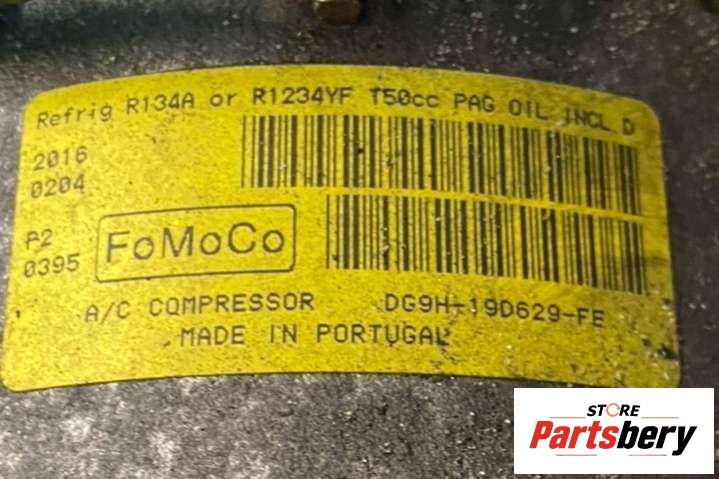 Refrig R134A or R1234YF 150cc PAG OIL INCL D
2016
0204
P2
0395
FoMoCo
A/C COMPRESSOR DG9H-19D629-FE
MADE IN PORTUGAL
STORE
Partsbery